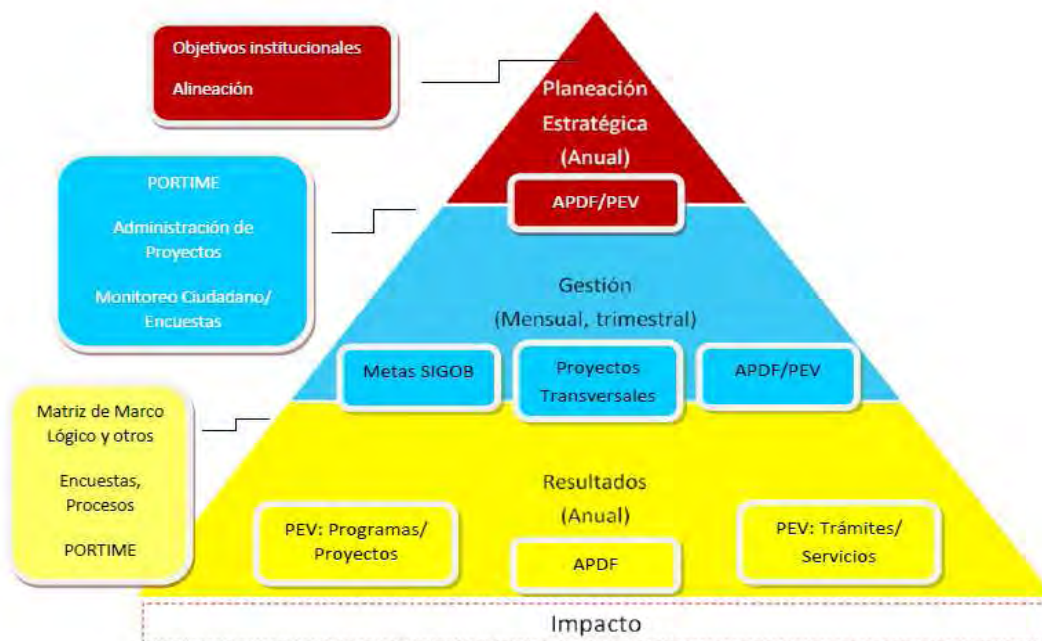 Objetivos institucionales
Alineación
Planeación
Estratégica
(Anual)
APDF/PEV
PORTIME
Administración de
Proyectos
Monitoreo Ciudadano/
Encuestas
Gestión
(Mensual, trimestral)
Metas SIGOB
Proyectos
Transversales
APDF/PEV
Matriz de Marco
Lógico y otros
Encuestas,
Procesos
PORTIME
Resultados
(Anual)
PEV: Programas/
Proyectos
APDF
PEV: Trámites/
Servicios
Impacto